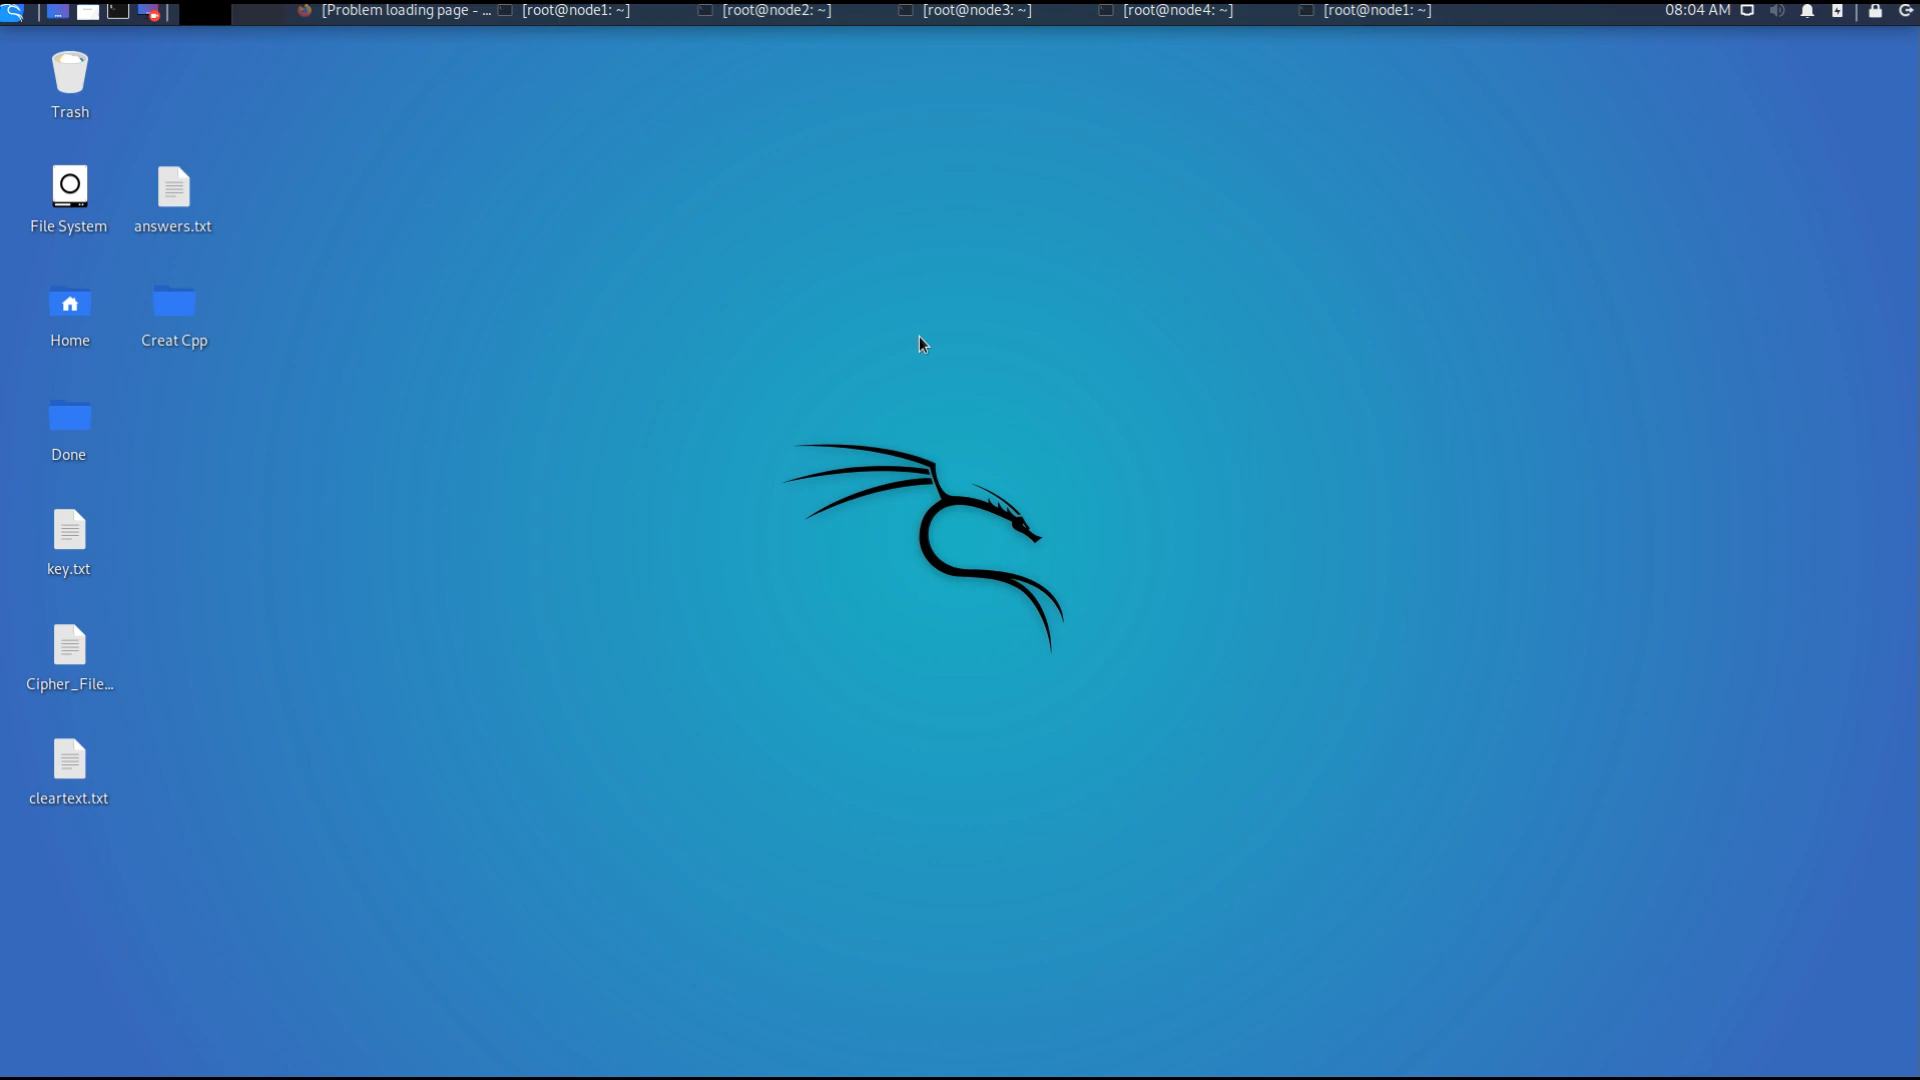 [Problem loading page - ... [root@node1: ~] [root@node2: ~] [root@node3: ~] [root@node4: ~] [root@node1: ~] 08:04 AM
Trash
File System
answers.txt
Home
Creat Cpp
Done
key.txt
Cipher_File...
cleartext.txt